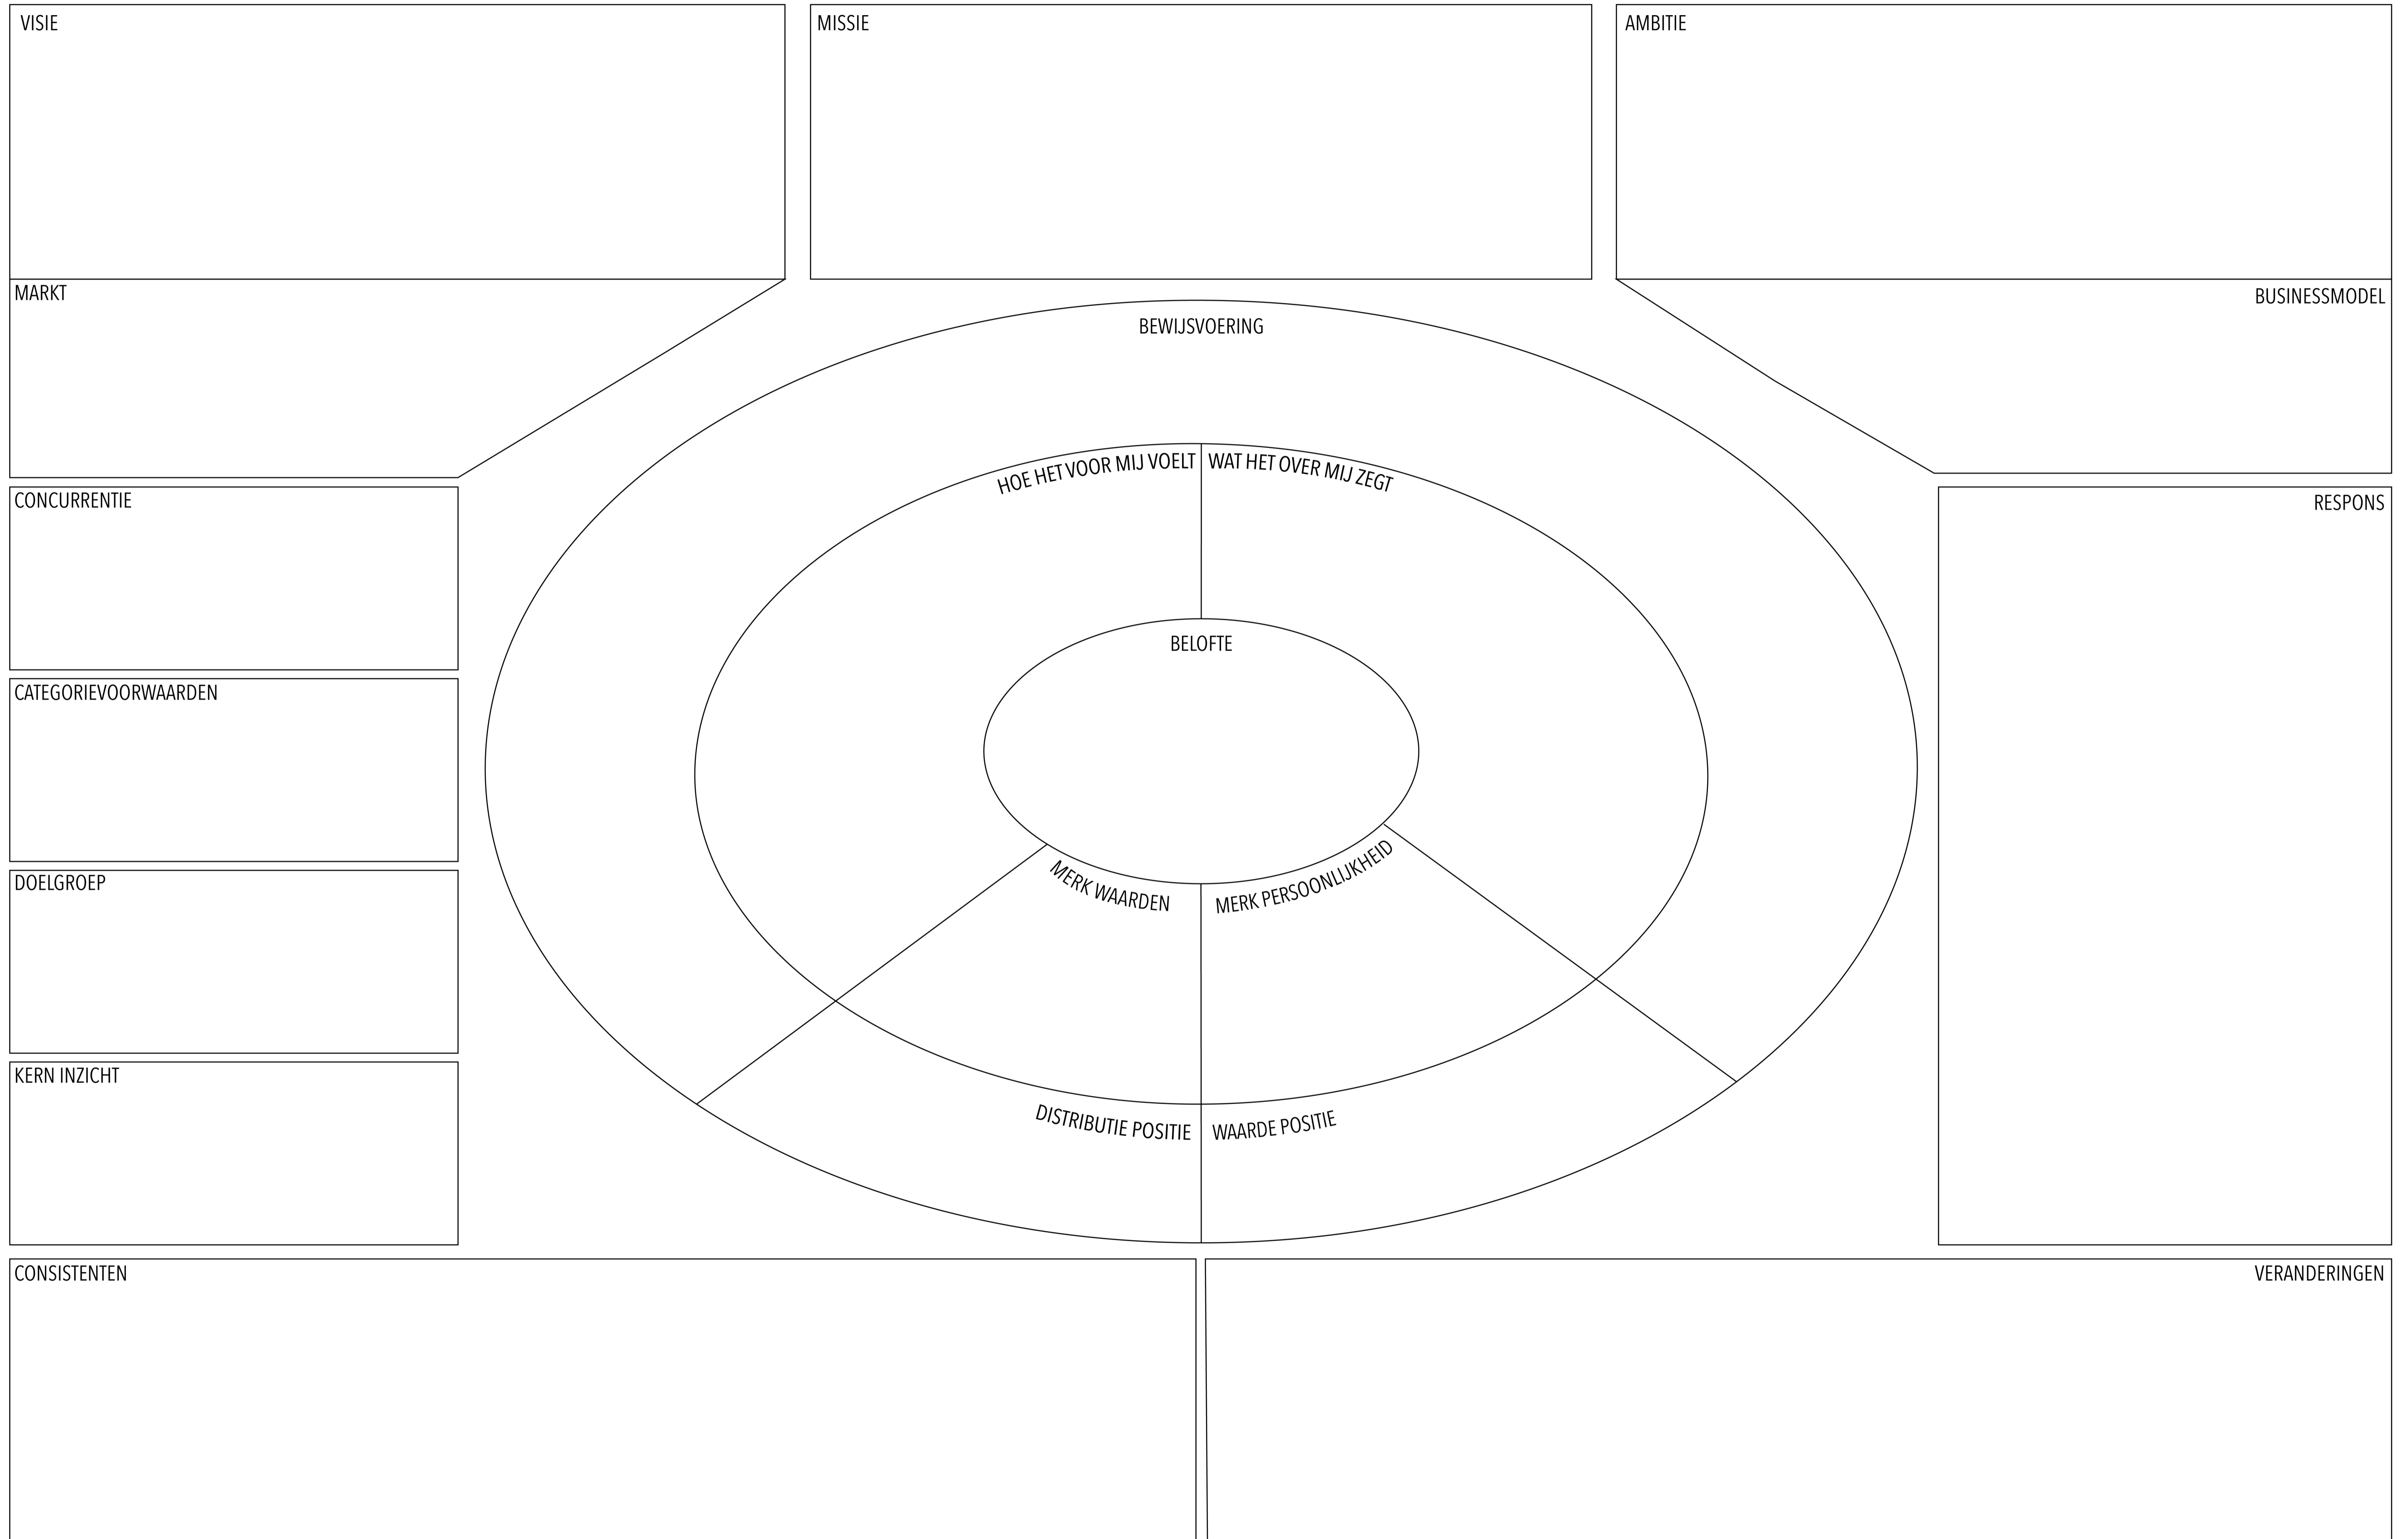 VISIE
MISSIE
AMBITIE
MARKT
BUSINESSMODEL
BEWIJSVOERING
HOE HET VOOR MIJ VOELT
WAT HET OVER MIJ ZEGT
CONCURRENTIE
RESPONS
BELOFTE
CATEGORIEVOORWAARDEN
DOELGROEP
MERK WAARDEN
MERK PERSOONLIJKHEID
KERN INZICHT
DISTRIBUTIE POSITIE
WAARDE POSITIE
CONSISTENTEN
VERANDERINGEN